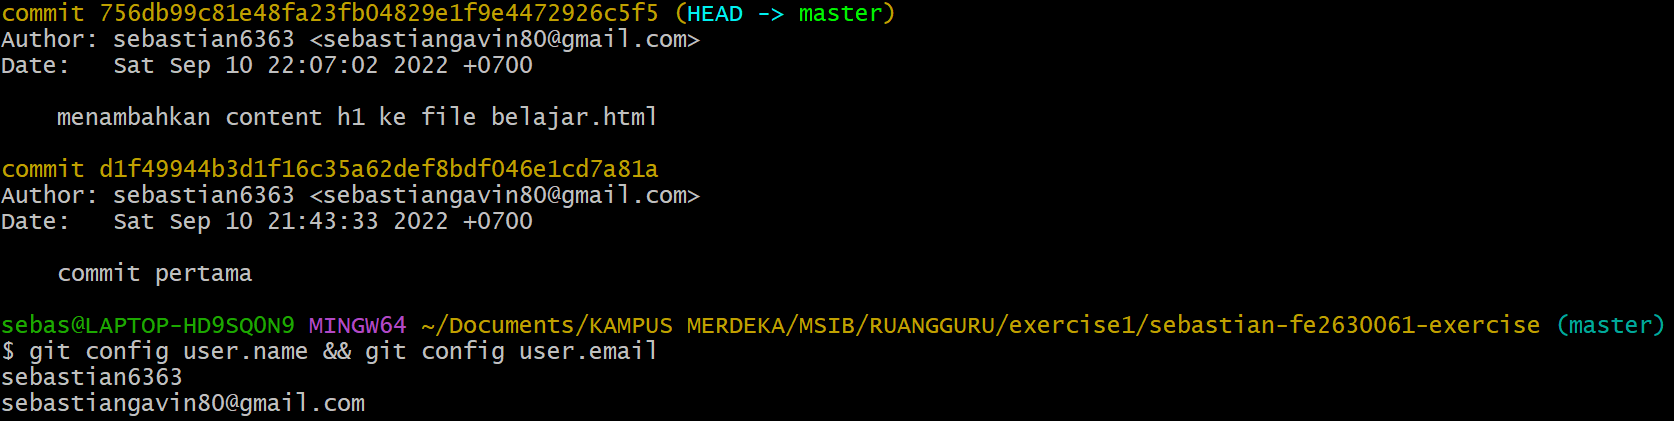 commit 756db99c81e48fa23fb04829e1f9e4472926c5f5 (HEAD -> master)
Author: sebastian6363 <sebastiangavin80@gmail.com>
Date:   Sat Sep 10 22:07:02 2022 +0700

    menambahkan content h1 ke file belajar.html

commit d1f49944b3d1f16c35a62def8bdf046e1cd7a81a
Author: sebastian6363 <sebastiangavin80@gmail.com>
Date:   Sat Sep 10 21:43:33 2022 +0700

    commit pertama

sebas@LAPTOP-HD9SQ0N9 MINGW64 ~/Documents/KAMPUS MERDEKA/MSIB/RUANGGURU/exercise1/sebastian-fe2630061-exercise (master)
$ git config user.name && git config user.email
sebastian6363
sebastiangavin80@gmail.com